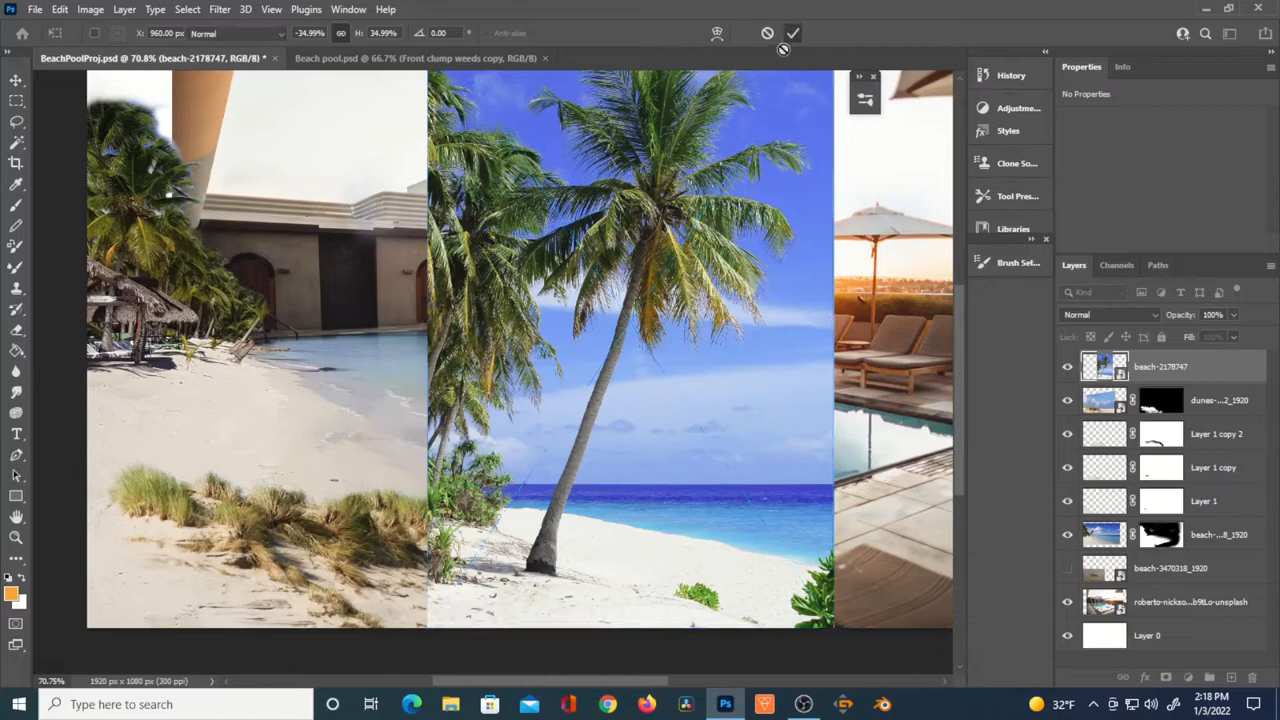 Ps File Edit Image Layer Type Select Filter 3D View Plugins Window Help
X: 960.00 px Normal -34.99% H: 34.99% 0.00 ° Anti-alias
BeachPoolProj.psd @ 70.8% (beach-2178747, RGB/8) * × Beach pool.psd @ 66.7% (Front clump weeds copy, RGB/8) ×
History
Adjustme...
Styles
Clone So...
Tool Pres...
Libraries
Brush Set...
Properties Info
No Properties
Layers Channels Paths
Kind
Normal Opacity: 100%
Lock: Fill: 100%
beach-2178747
dunes-...2_1920
Layer 1 copy 2
Layer 1 copy
Layer 1
beach-...8_1920
beach-3470318_1920
roberto-nickso...b9tLo-unsplash
Layer 0
70.75% 1920 px x 1080 px (300 ppi)
Type here to search
Ps
32°F
2:18 PM
1/3/2022